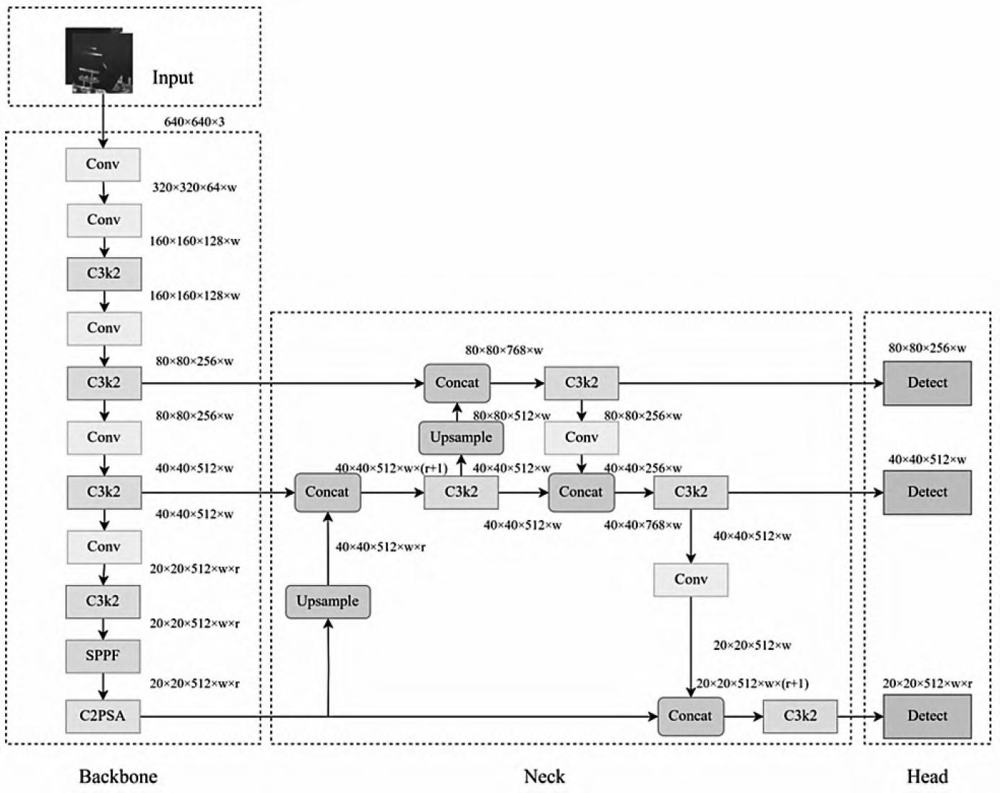 Input
640×640×3
Conv
320×320×64×w
Conv
160×160×128×w
C3k2
160×160×128×w
Conv
80×80×256×w
C3k2
80×80×256×w
Conv
40×40×512×w
C3k2
40×40×512×w
Conv
20×20×512×w×r
C3k2
20×20×512×w×r
SPPF
20×20×512×w×r
C2PSA
Backbone
80×80×768×w
Concat
C3k2
80×80×512×w
80×80×256×w
Upsample
Conv
40×40×512×w×(r+1)
40×40×512×w
40×40×256×w
Concat
C3k2
Concat
C3k2
40×40×512×w
40×40×768×w
40×40×512×w
40×40×512×w×r
Conv
Upsample
20×20×512×w
20×20×512×w×(r+1)
Concat
C3k2
Neck
80×80×256×w
Detect
40×40×512×w
Detect
20×20×512×w×r
Detect
Head